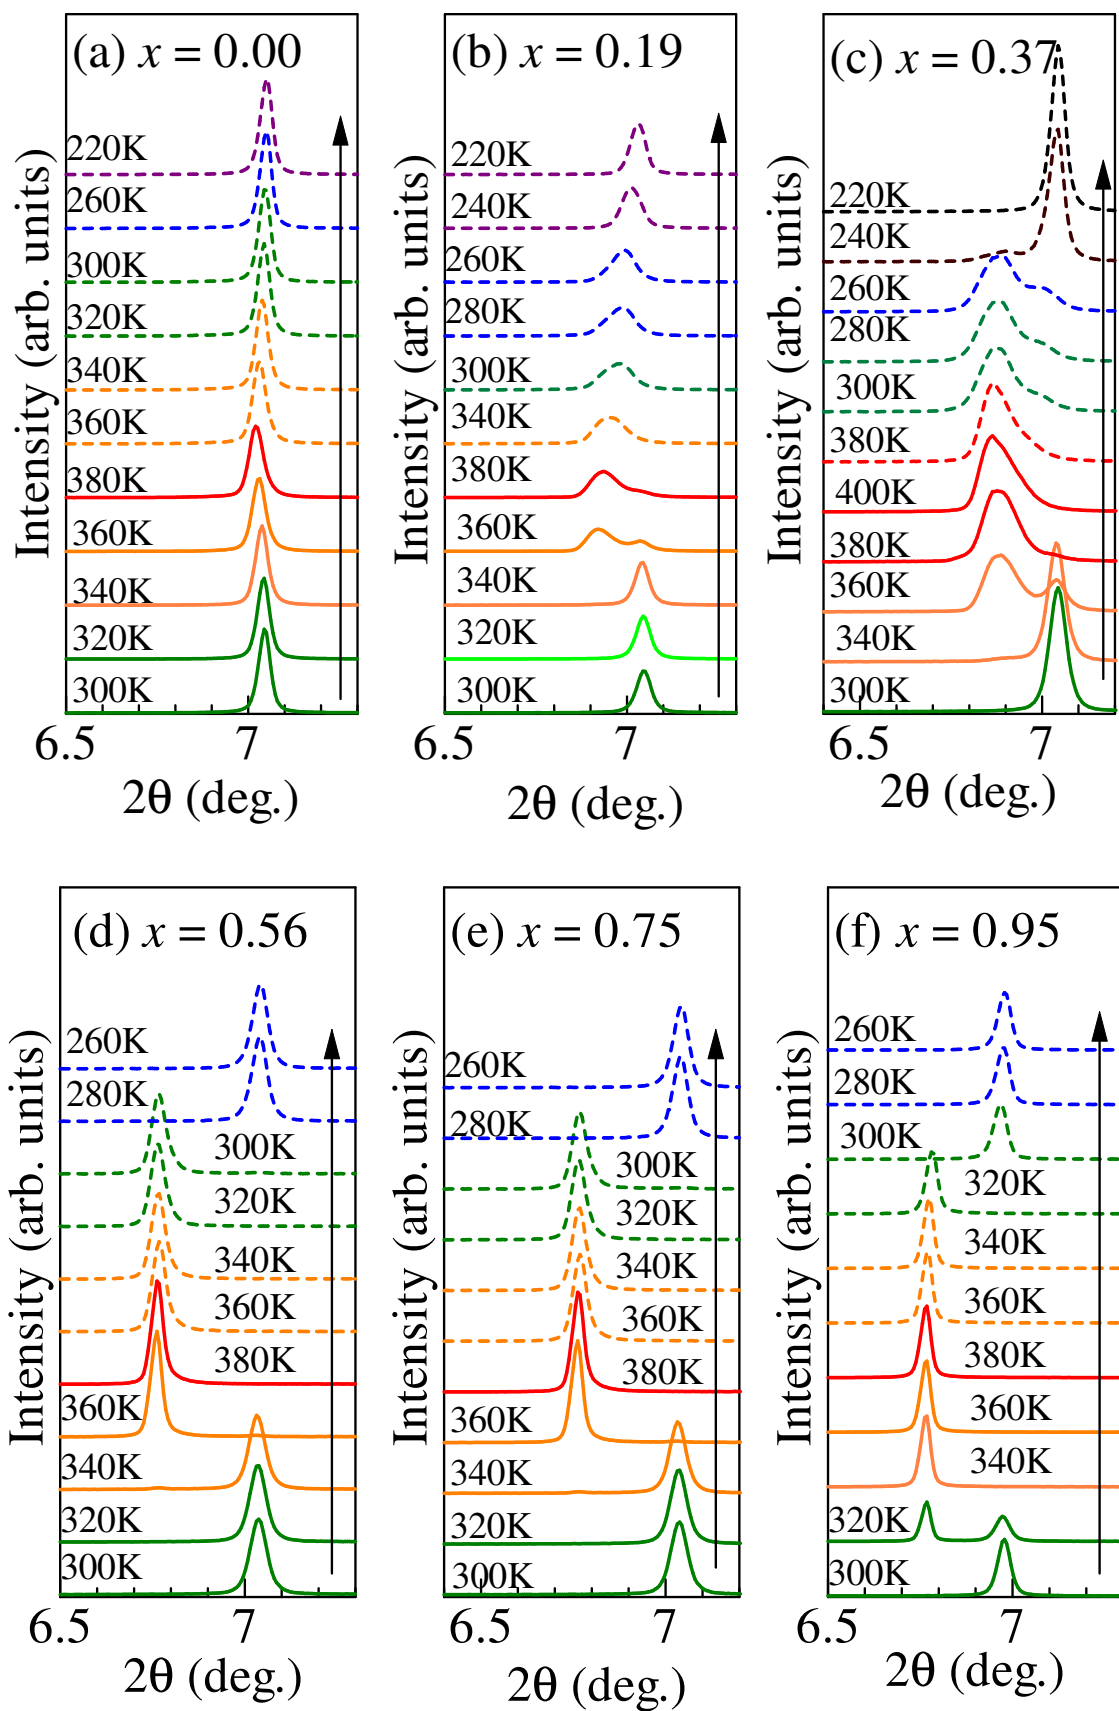 (a) x = 0.00
220K
260K
300K
320K
340K
360K
380K
360K
340K
320K
300K
6.5
7
2θ (deg.)
Intensity (arb. units)
(b) x = 0.19
220K
240K
260K
280K
300K
340K
380K
360K
340K
320K
300K
6.5
7
2θ (deg.)
Intensity (arb. units)
(c) x = 0.37
220K
240K
260K
280K
300K
380K
400K
380K
360K
340K
300K
6.5
7
2θ (deg.)
Intensity (arb. units)
(d) x = 0.56
260K
280K
300K
320K
340K
360K
380K
360K
340K
320K
300K
6.5
7
2θ (deg.)
Intensity (arb. units)
(e) x = 0.75
260K
280K
300K
320K
340K
360K
380K
360K
340K
320K
300K
6.5
7
2θ (deg.)
Intensity (arb. units)
(f) x = 0.95
260K
280K
300K
320K
340K
360K
380K
360K
340K
320K
300K
6.5
7
2θ (deg.)
Intensity (arb. units)